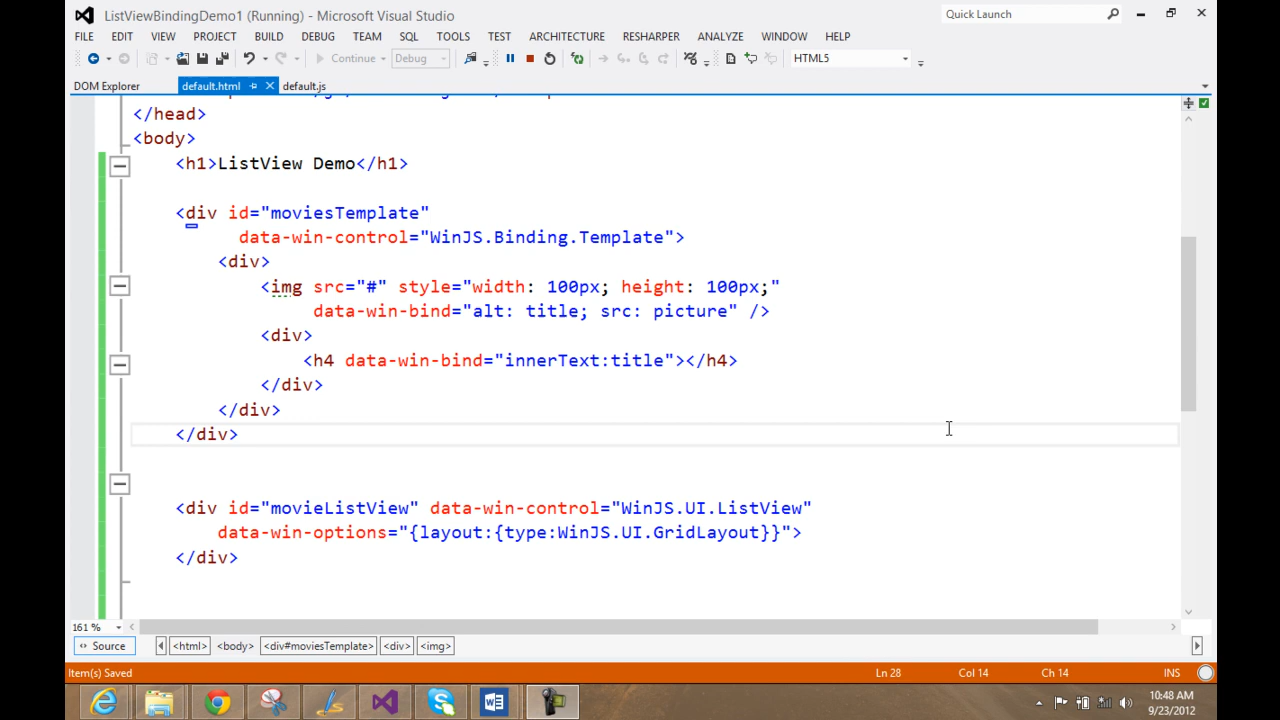 ListViewBindingDemo1 (Running) - Microsoft Visual Studio
Quick Launch
FILE EDIT VIEW PROJECT BUILD DEBUG TEAM SQL TOOLS TEST ARCHITECTURE RESHARPER ANALYZE WINDOW HELP
Continue Debug HTML5
DOM Explorer default.html default.js
</head>
<body>
<h1>ListView Demo</h1>
<div id="moviesTemplate"
data-win-control="WinJS.Binding.Template">
<div>
<img src="#" style="width: 100px; height: 100px;"
data-win-bind="alt: title; src: picture" />
<div>
<h4 data-win-bind="innerText:title"></h4>
</div>
</div>
</div>
<div id="movieListView" data-win-control="WinJS.UI.ListView"
data-win-options="{layout:{type:WinJS.UI.GridLayout}}">
</div>
161 %
Source <html> <body> <div#moviesTemplate> <div> <img>
Item(s) Saved Ln 28 Col 14 Ch 14 INS
10:48 AM
9/23/2012